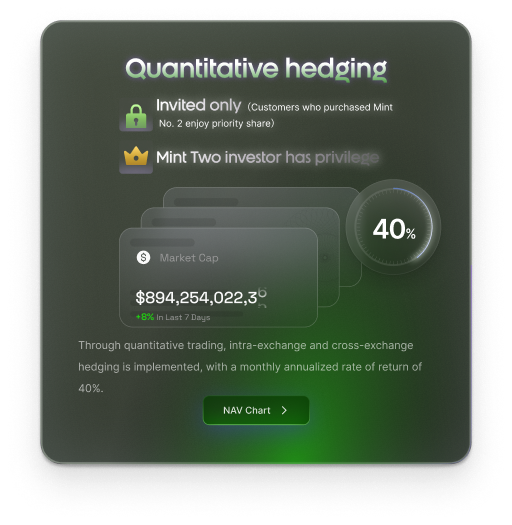 Quantitative hedging
Invited only (Customers who purchased Mint
No. 2 enjoy priority share)
Mint Two investor has privilege
40%
Market Cap
$894,254,022,3
+8% In Last 7 Days
Through quantitative trading, intra-exchange and cross-exchange
hedging is implemented, with a monthly annualized rate of return of
40%.
NAV Chart